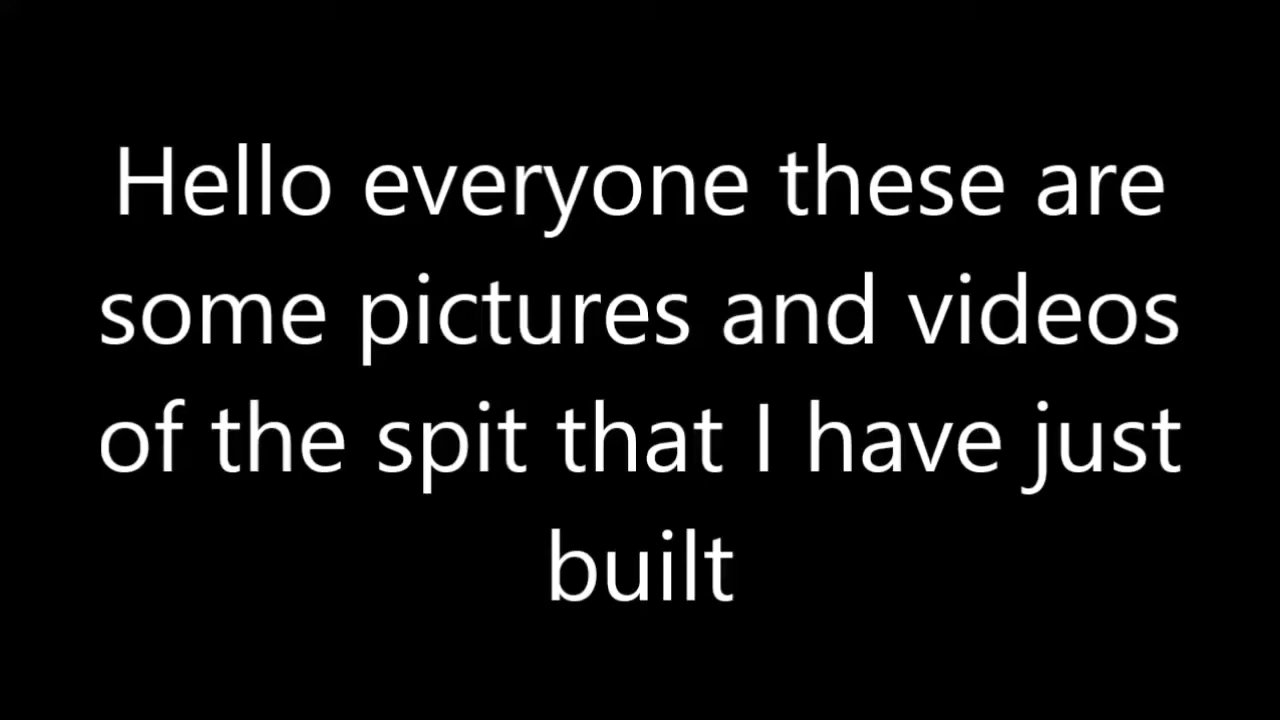 Hello everyone these are
some pictures and videos
of the spit that I have just
built